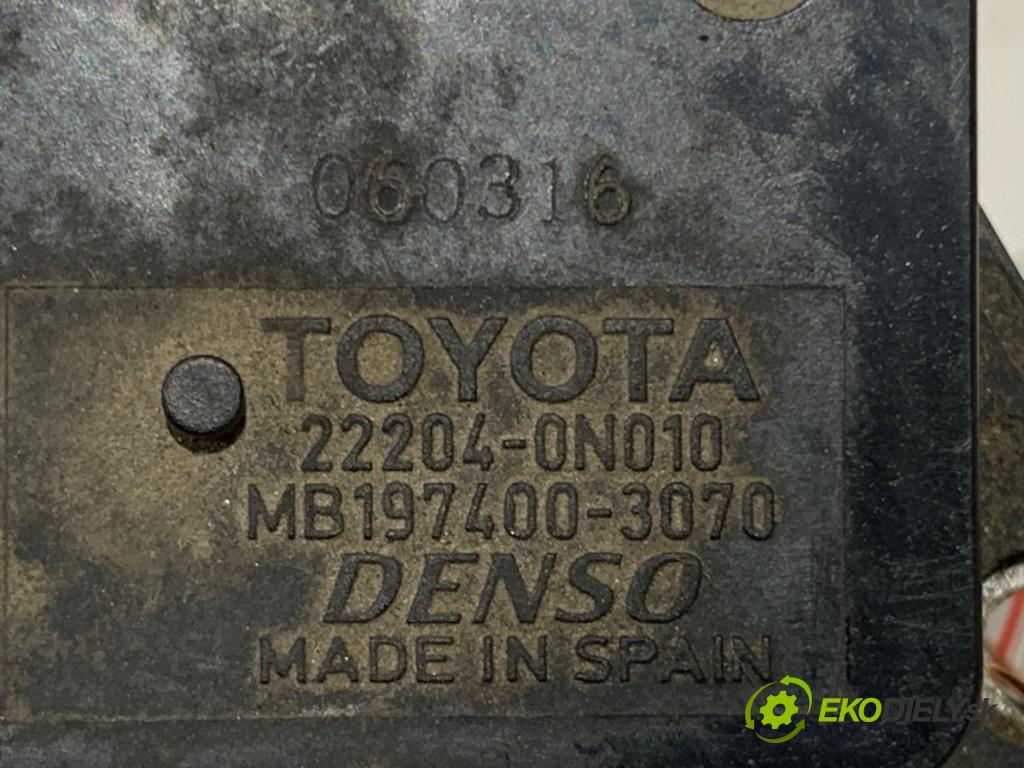 060316
TOYOTA
22204-0N010
MB197400-3070
DENSO
MADE IN SPAIN
EKODIELY.sk